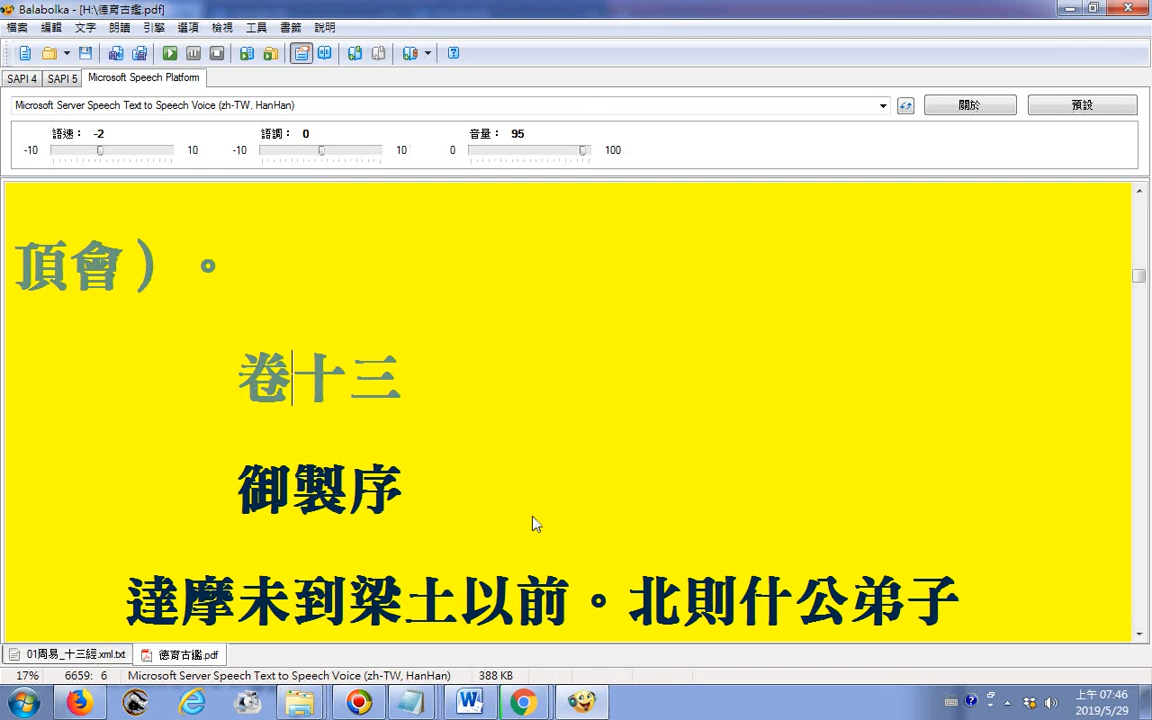 Balabolka - [H:\德育古鑑.pdf]
檔案 編輯 文字 朗讀 引擎 選項 檢視 工具 書籤 說明
SAPI 4 SAPI 5 Microsoft Speech Platform
Microsoft Server Speech Text to Speech Voice (zh-TW, HanHan) 關於 預設
語速： -2 語調： 0 音量： 95
-10 10 -10 10 0 100
頂會）。
卷十三
御製序
達摩未到梁土以前。北則什公弟子
01周易_十三經.xml.txt 德育古鑑.pdf
17% 6659: 6 Microsoft Server Speech Text to Speech Voice (zh-TW, HanHan) 388 KB
上午 07:46
2019/5/29